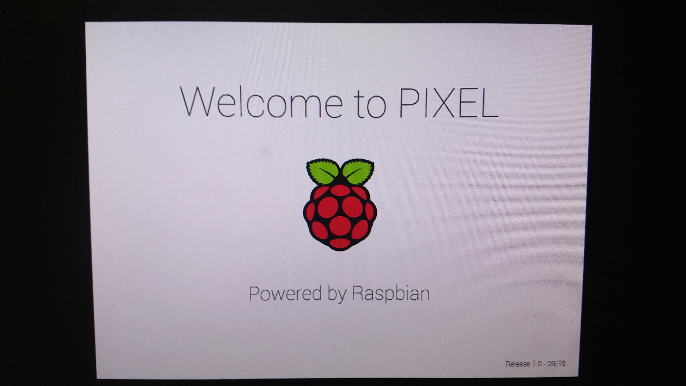 Welcome to PIXEL
Powered by Raspbian
Release 1.0 - 09/16